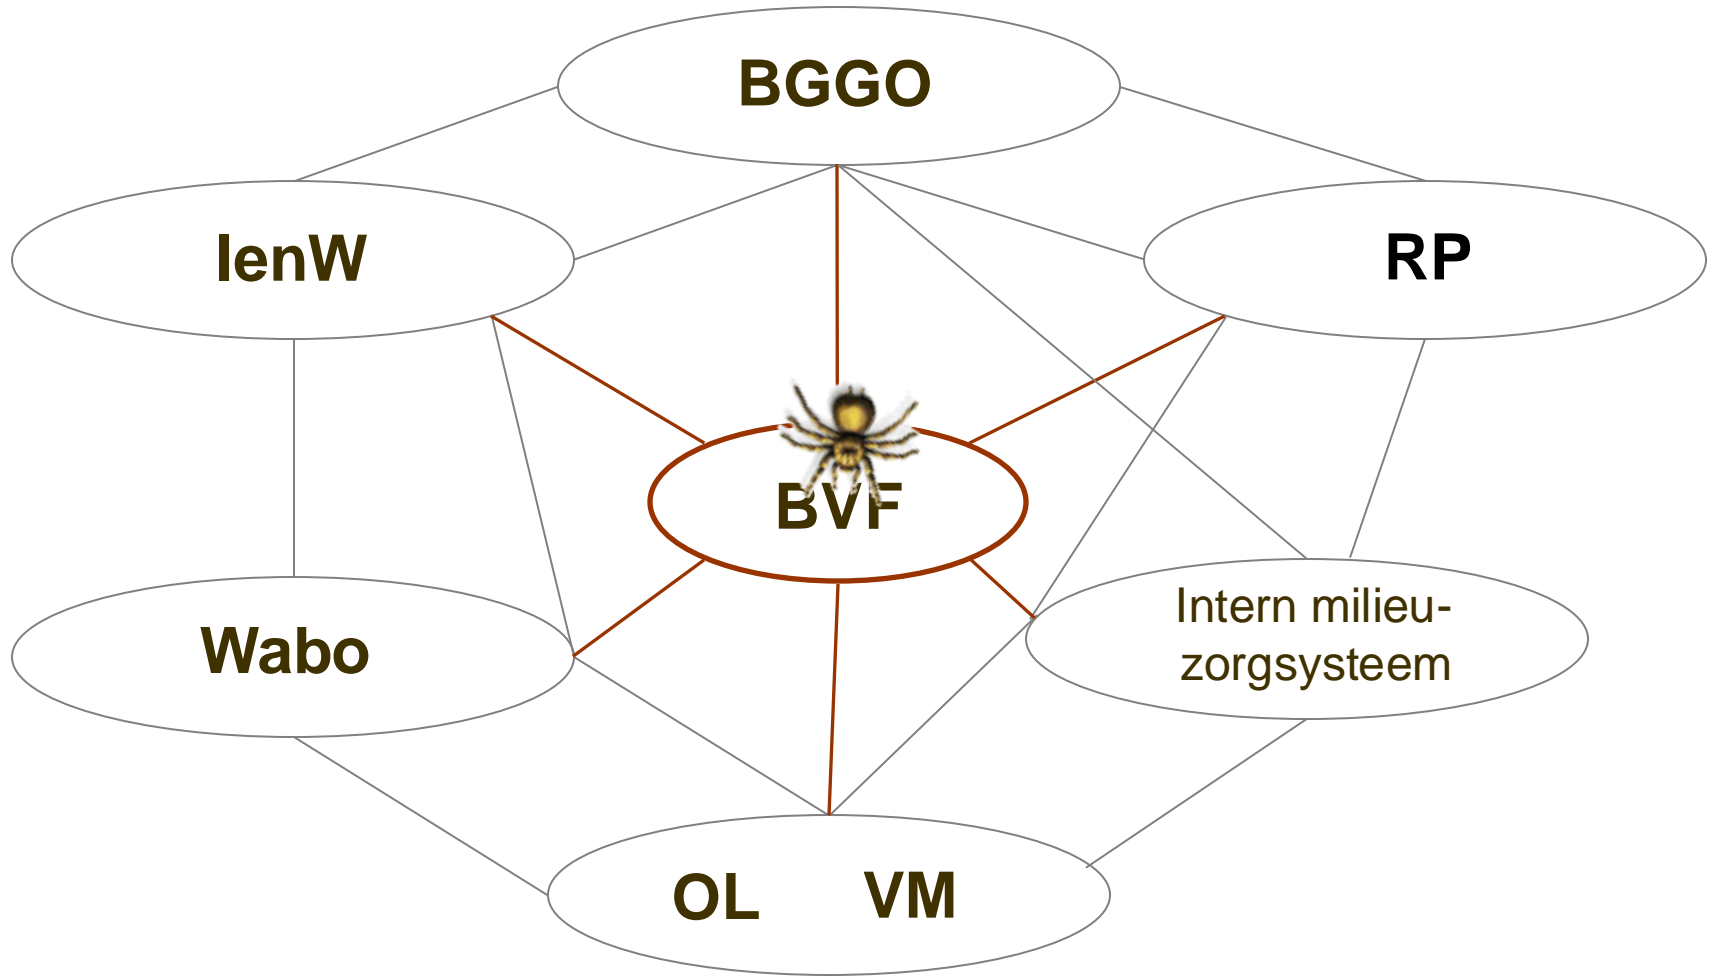 BGGO
IenW
RP
BVF
Intern milieu-
zorgsysteem
Wabo
OL VM